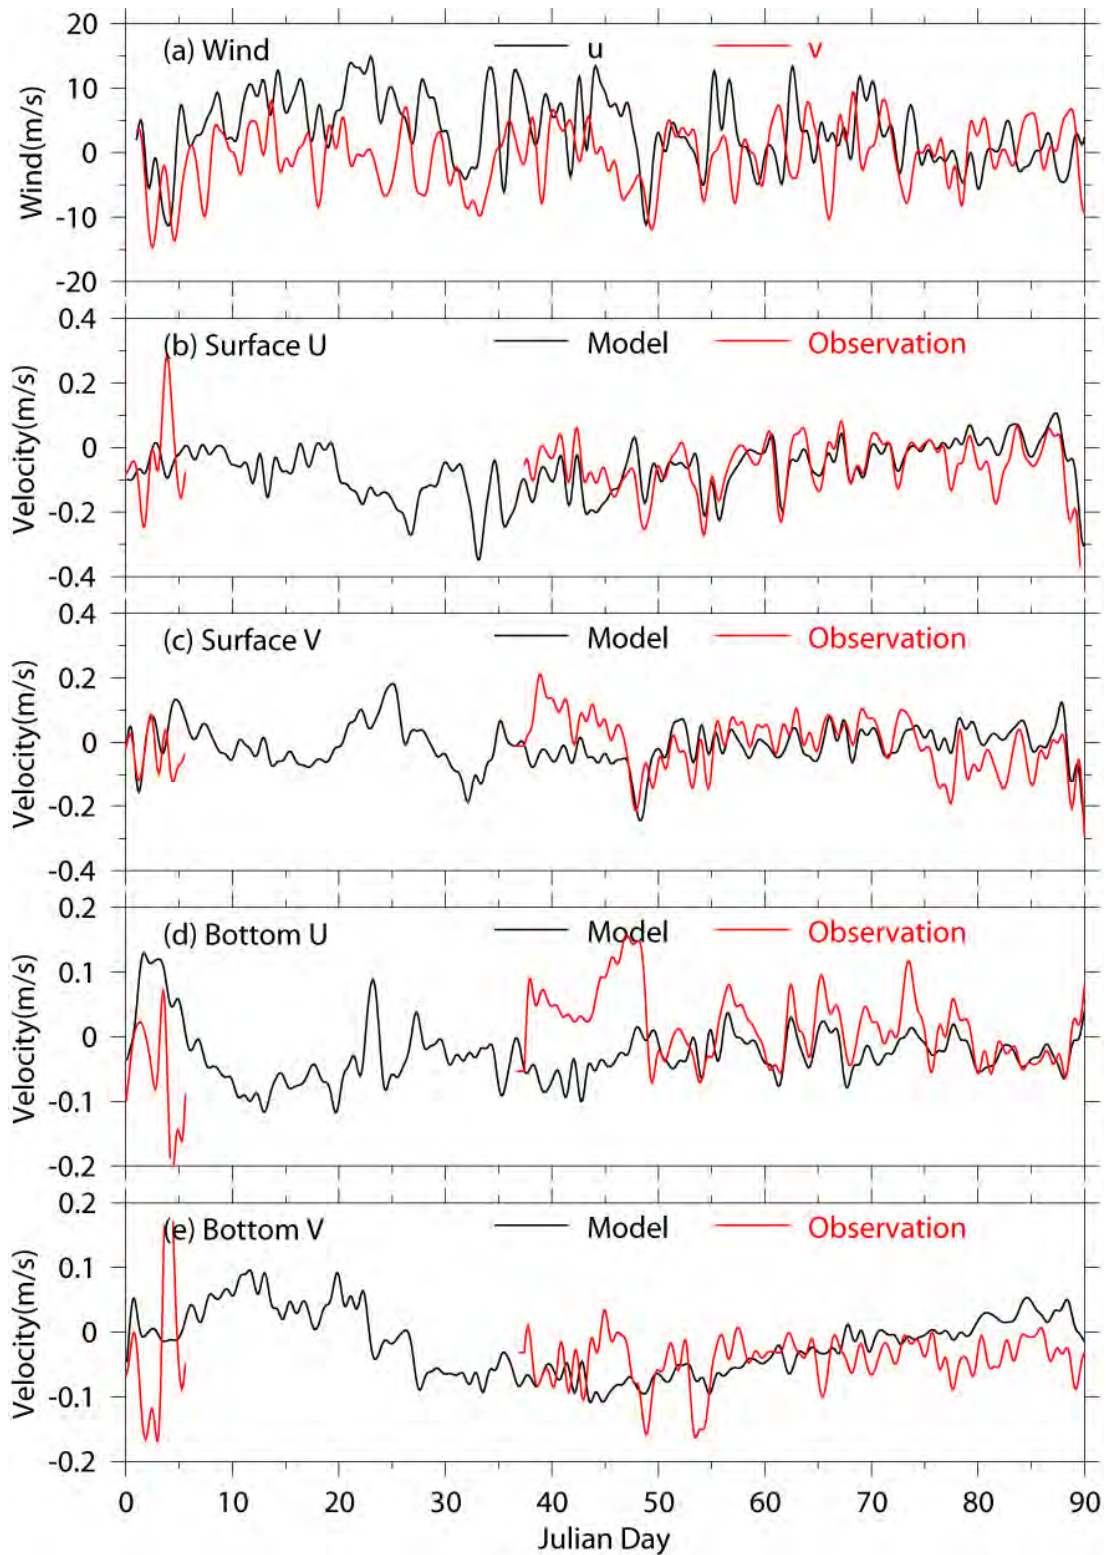 20
(a) Wind u v
10
Wind(m/s)
0
-10
-20
0.4
(b) Surface U Model Observation
0.2
Velocity(m/s)
0
-0.2
-0.4
0.4
(c) Surface V Model Observation
0.2
Velocity(m/s)
0
-0.2
-0.4
0.2
(d) Bottom U Model Observation
0.1
Velocity(m/s)
0
-0.1
-0.2
0.2
(e) Bottom V Model Observation
0.1
Velocity(m/s)
0
-0.1
-0.2
0 10 20 30 40 50 60 70 80 90
Julian Day